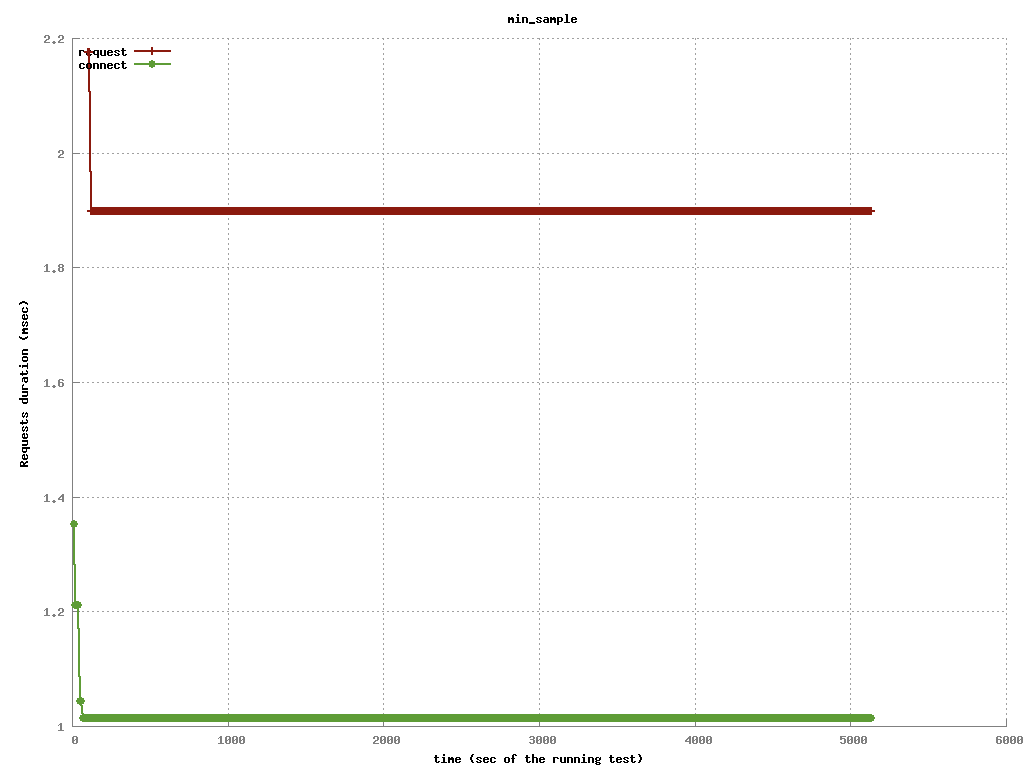 min_sample
2.2
request
connect
2
1.8
1.6
1.4
1.2
1
Requests duration (msec)
0 1000 2000 3000 4000 5000 6000
time (sec of the running test)